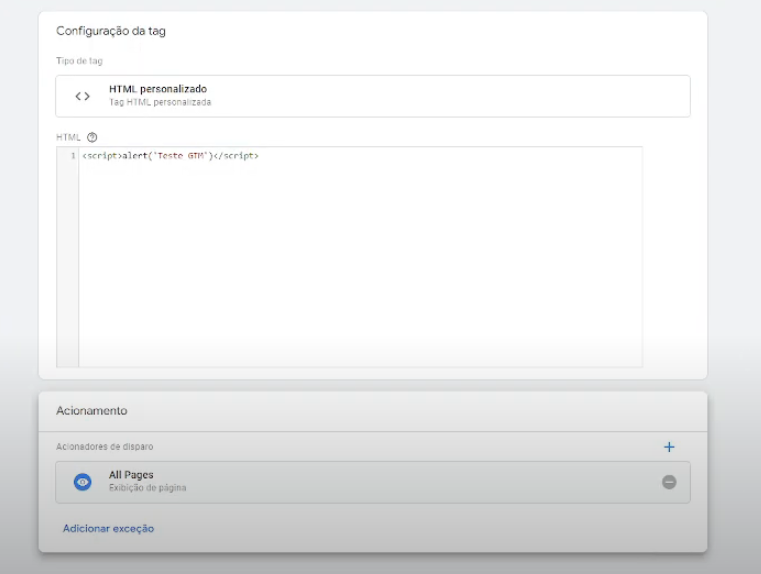 Configuração da tag
Tipo de tag
HTML personalizado
Tag HTML personalizada
HTML
1 <script>alert('Teste GTM')</script>
Acionamento
Acionadores de disparo
All Pages
Exibição de página
Adicionar exceção